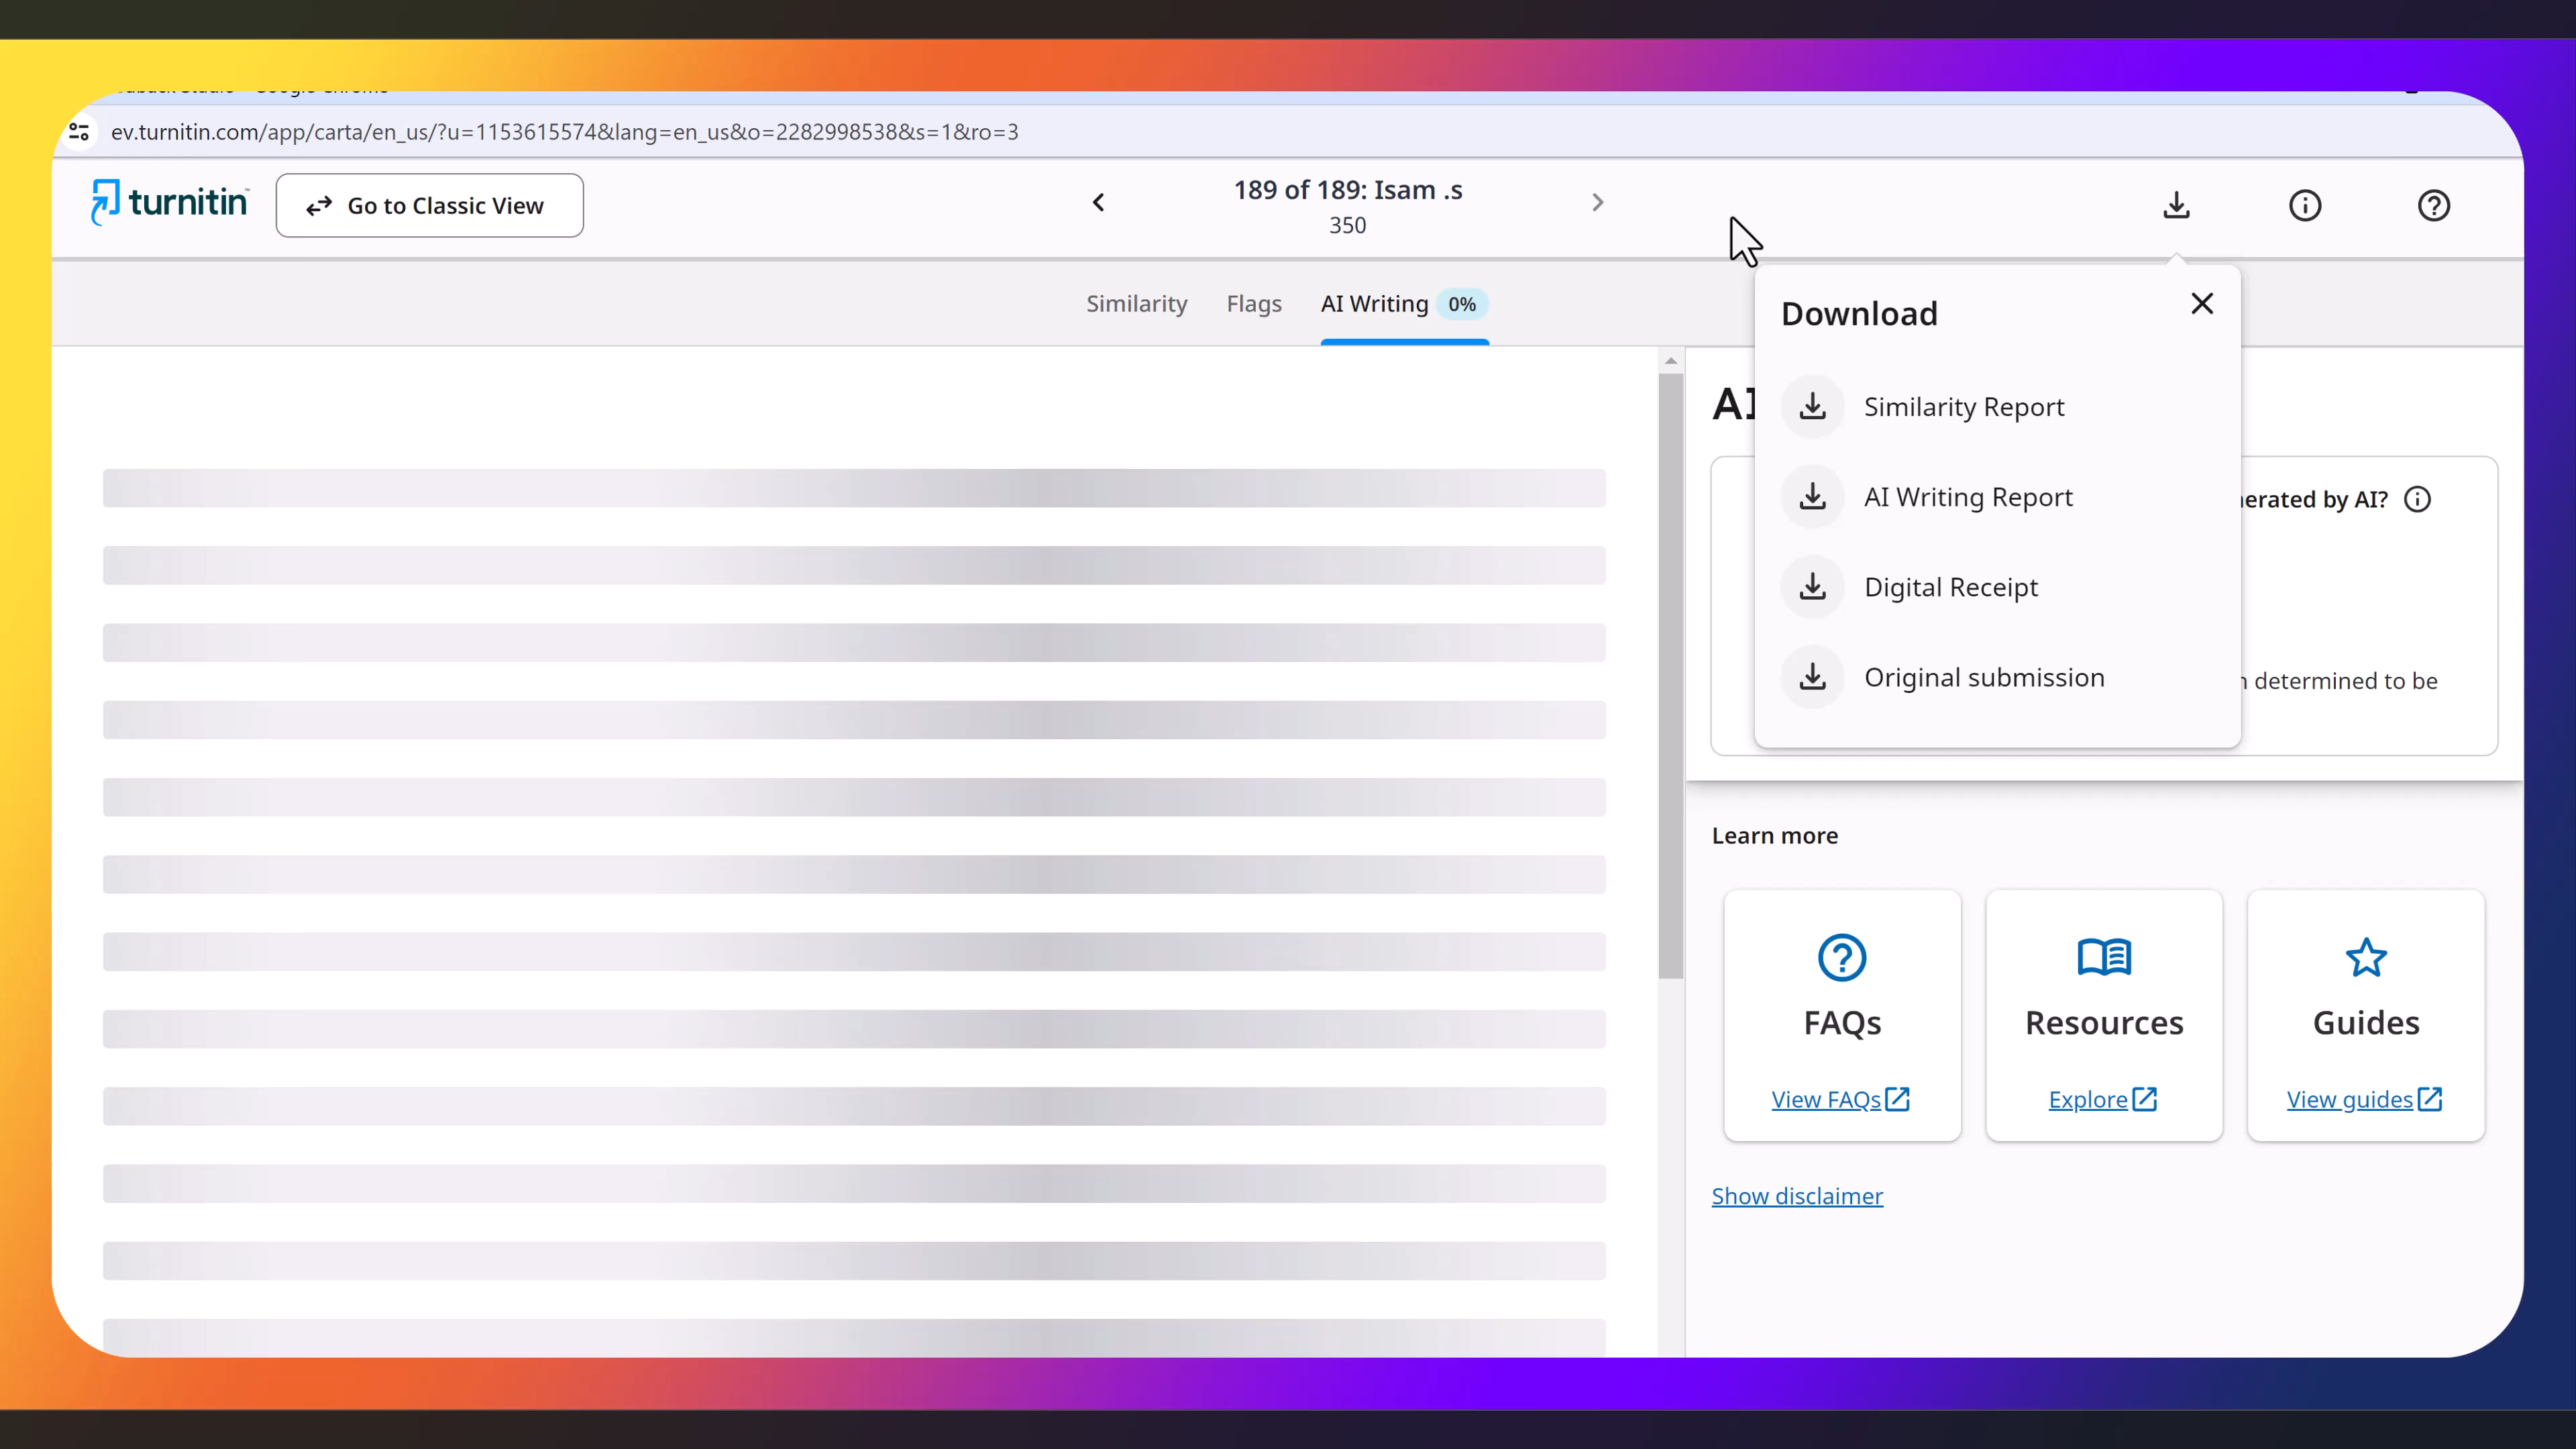 ev.turnitin.com/app/carta/en_us/?u=1153615574&lang=en_us&o=2282998538&s=1&ro=3
turnitin
Go to Classic View
189 of 189: Isam .s
350
Similarity
Flags
AI Writing 0%
Download
Similarity Report
AI Writing Report
Digital Receipt
Original submission
AI
nerated by AI?
determined to be
Learn more
FAQs
View FAQs
Resources
Explore
Guides
View guides
Show disclaimer